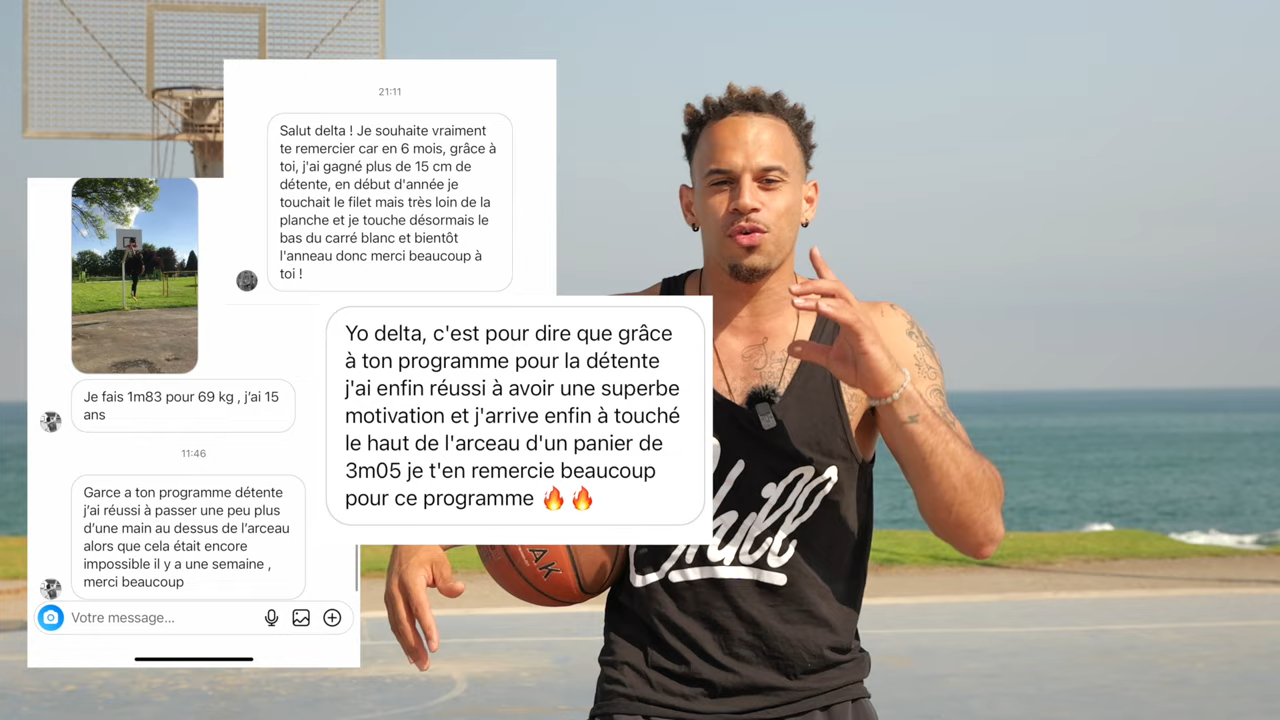 21:11
Salut delta ! Je souhaite vraiment
te remercier car en 6 mois, grâce à
toi, j'ai gagné plus de 15 cm de
détente, en début d'année je
touchait le filet mais très loin de la
planche et je touche désormais le
bas du carré blanc et bientôt
l'anneau donc merci beaucoup à
toi !
Je fais 1m83 pour 69 kg , j'ai 15
ans
11:46
Garce a ton programme détente
j'ai réussi à passer une peu plus
d'une main au dessus de l'arceau
alors que cela était encore
impossible il y a une semaine ,
merci beaucoup
Votre message...
Yo delta, c'est pour dire que grâce
à ton programme pour la détente
j'ai enfin réussi à avoir une superbe
motivation et j'arrive enfin à touché
le haut de l'arceau d'un panier de
3m05 je t'en remercie beaucoup
pour ce programme 🔥🔥
AK
Chill